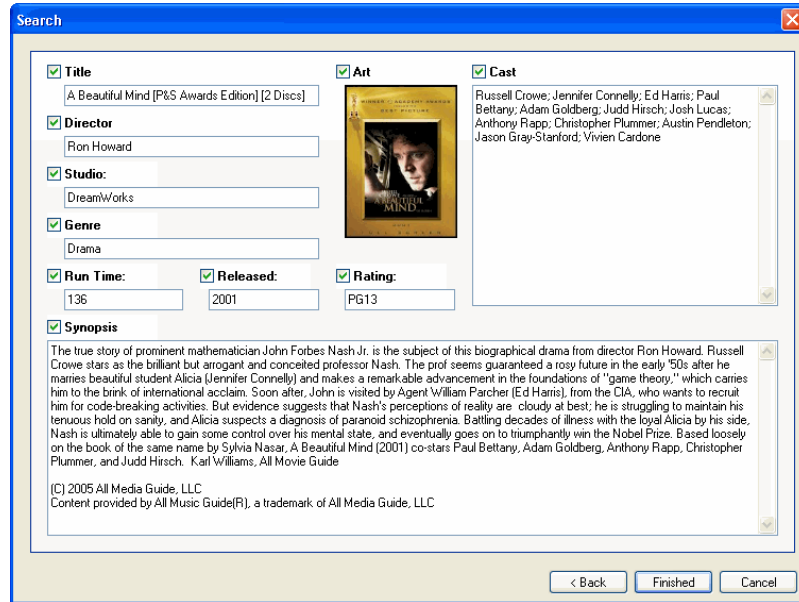 Search
Title
A Beautiful Mind [P&S Awards Edition] [2 Discs]
Director
Ron Howard
Studio:
DreamWorks
Genre
Drama
Run Time:
136
Released:
2001
Art
WINNER ACADEMY AWARDS
BEST PICTURE
A BEAUTIFUL
MIND
Rating:
PG13
Cast
Russell Crowe; Jennifer Connelly; Ed Harris; Paul
Bettany; Adam Goldberg; Judd Hirsch; Josh Lucas;
Anthony Rapp; Christopher Plummer; Austin Pendleton;
Jason Gray-Stanford; Vivien Cardone
Synopsis
The true story of prominent mathematician John Forbes Nash Jr. is the subject of this biographical drama from director Ron Howard. Russell
Crowe stars as the brilliant but arrogant and conceited professor Nash. The prof seems guaranteed a rosy future in the early '50s after he
marries beautiful student Alicia (Jennifer Connelly) and makes a remarkable advancement in the foundations of "game theory," which carries
him to the brink of international acclaim. Soon after, John is visited by Agent William Parcher (Ed Harris), from the CIA, who wants to recruit
him for code-breaking activities. But evidence suggests that Nash's perceptions of reality are  cloudy at best; he is struggling to maintain his
tenuous hold on sanity, and Alicia suspects a diagnosis of paranoid schizophrenia. Battling decades of illness with the loyal Alicia by his side,
Nash is ultimately able to gain some control over his mental state, and eventually goes on to triumphantly win the Nobel Prize. Based loosely
on the book of the same name by Sylvia Nasar, A Beautiful Mind (2001) co-stars Paul Bettany, Adam Goldberg, Anthony Rapp, Christopher
Plummer, and Judd Hirsch.  Karl Williams, All Movie Guide
(C) 2005 All Media Guide, LLC
Content provided by All Music Guide(R), a trademark of All Media Guide, LLC
< Back
Finished
Cancel